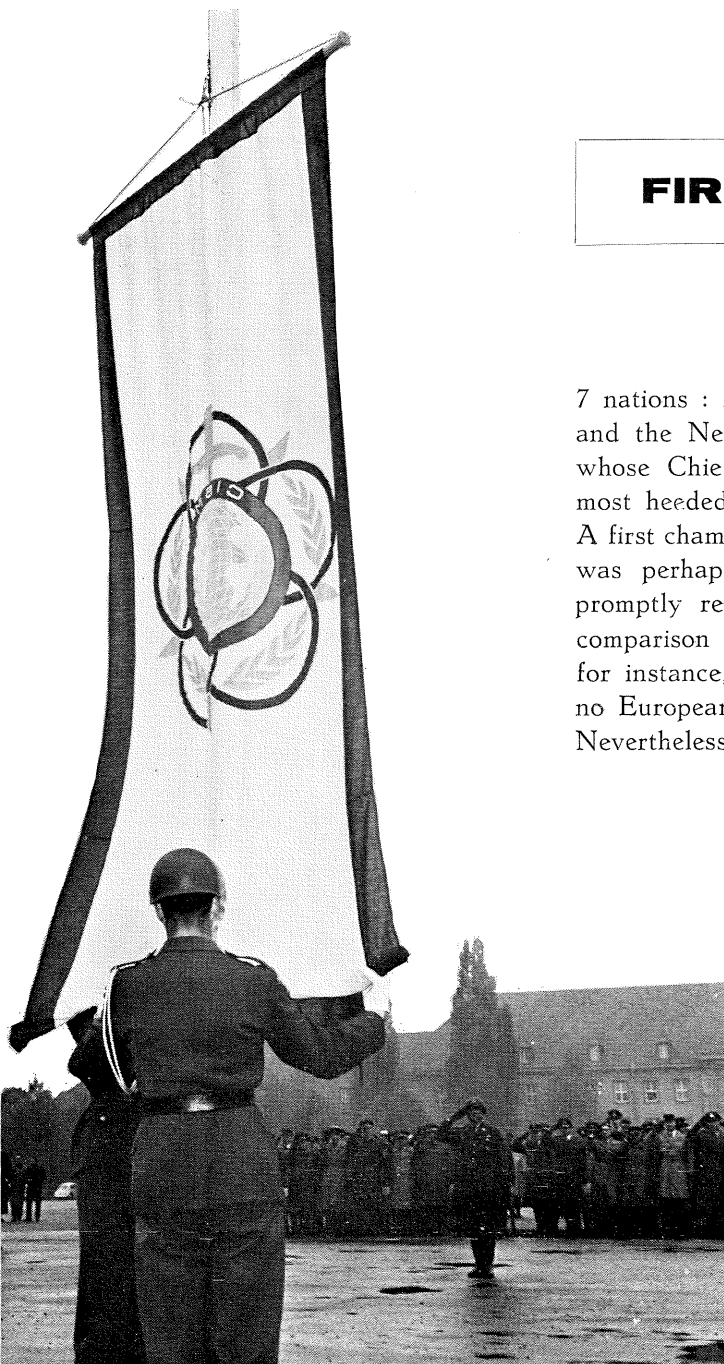 CISM
FIR
7 nations :
and the Ne
whose Chie
most heeded
A first cham
was perhap
promptly re
comparison
for instance,
no European
Nevertheless